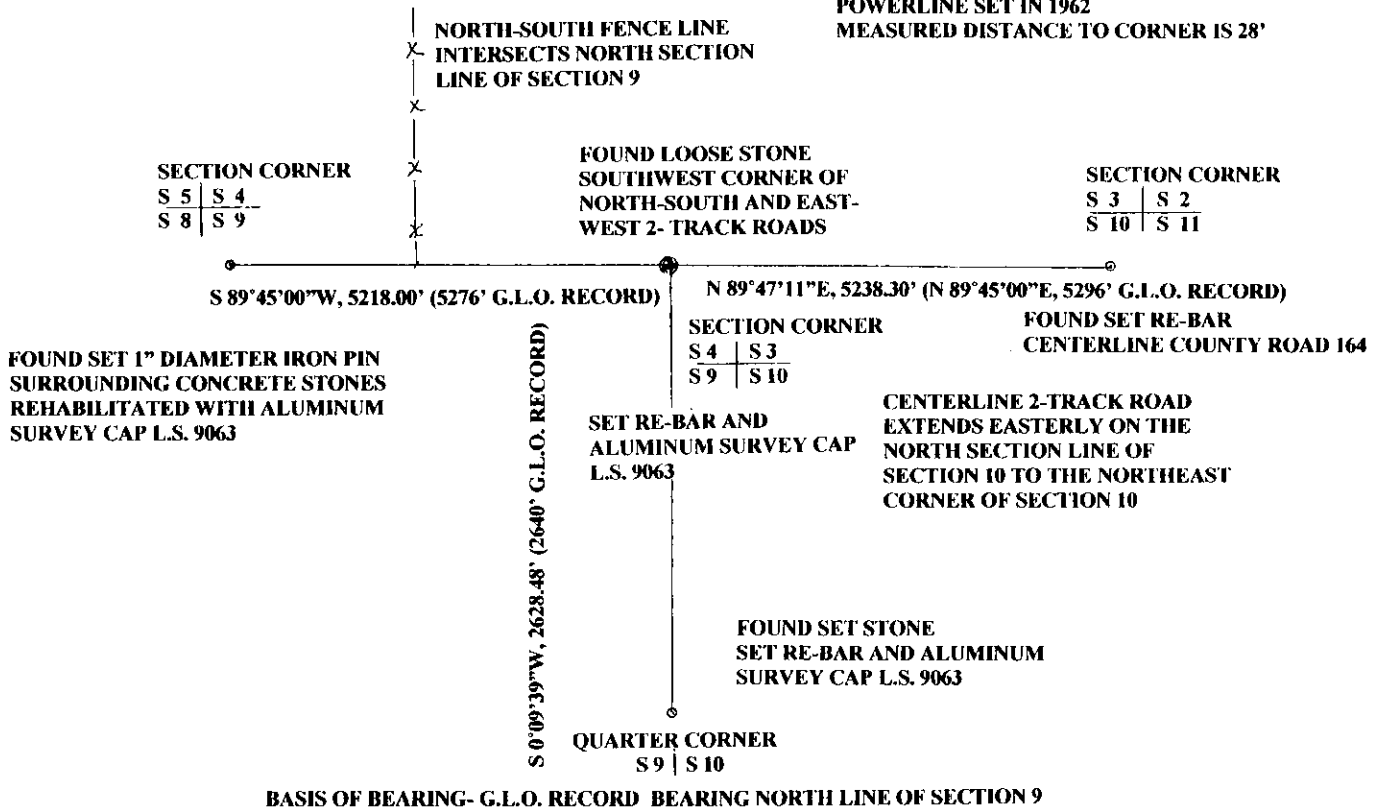 POWERLINE SET IN 1962
MEASURED DISTANCE TO CORNER IS 28'
NORTH-SOUTH FENCE LINE
INTERSECTS NORTH SECTION
LINE OF SECTION 9
SECTION CORNER
S 5 | S 4
S 8 | S 9
FOUND LOOSE STONE
SOUTHWEST CORNER OF
NORTH-SOUTH AND EAST-
WEST 2- TRACK ROADS
SECTION CORNER
S 3 | S 2
S 10 | S 11
S 89°45'00"W, 5218.00' (5276' G.L.O. RECORD)
N 89°47'11"E, 5238.30' (N 89°45'00"E, 5296' G.L.O. RECORD)
FOUND SET 1" DIAMETER IRON PIN
SURROUNDING CONCRETE STONES
REHABILITATED WITH ALUMINUM
SURVEY CAP L.S. 9063
SECTION CORNER
S 4 | S 3
S 9 | S 10
FOUND SET RE-BAR
CENTERLINE COUNTY ROAD 164
SET RE-BAR AND
ALUMINUM SURVEY CAP
L.S. 9063
CENTERLINE 2-TRACK ROAD
EXTENDS EASTERLY ON THE
NORTH SECTION LINE OF
SECTION 10 TO THE NORTHEAST
CORNER OF SECTION 10
S 0°09'39"W, 2628.48' (2640' G.L.O. RECORD)
FOUND SET STONE
SET RE-BAR AND ALUMINUM
SURVEY CAP L.S. 9063
QUARTER CORNER
S 9 | S 10
BASIS OF BEARING- G.L.O. RECORD BEARING NORTH LINE OF SECTION 9